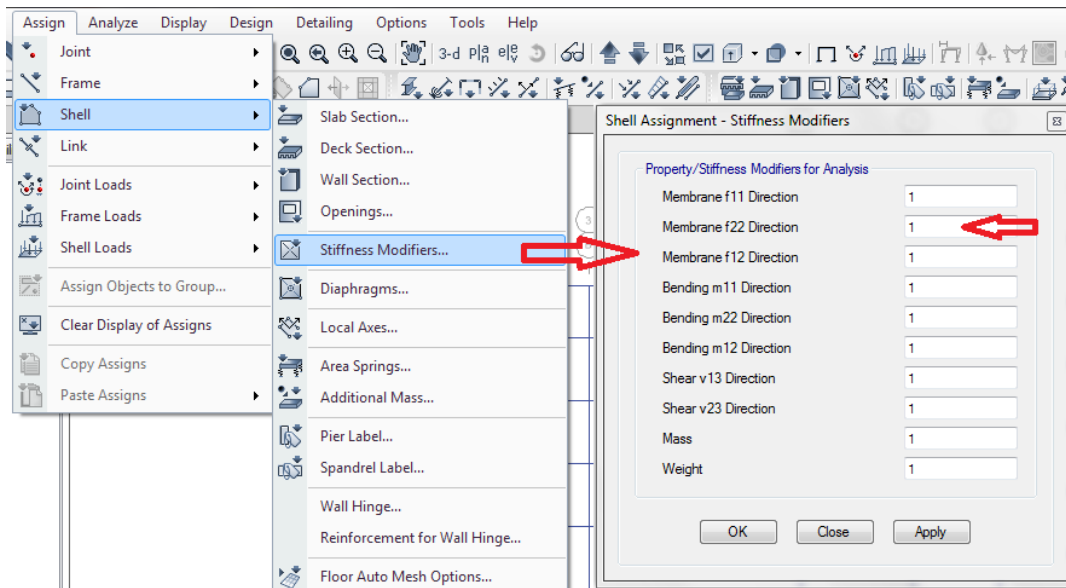 Assign Analyze Display Design Detailing Options Tools Help
Joint
Frame
Shell
Link
Joint Loads
Frame Loads
Shell Loads
Assign Objects to Group...
Clear Display of Assigns
Copy Assigns
Paste Assigns
3-d
Slab Section...
Deck Section...
Wall Section...
Openings...
Stiffness Modifiers...
Diaphragms...
Local Axes...
Area Springs...
Additional Mass...
Pier Label...
Spandrel Label...
Wall Hinge...
Reinforcement for Wall Hinge...
Floor Auto Mesh Options...
3
Shell Assignment - Stiffness Modifiers
Property/Stiffness Modifiers for Analysis
Membrane f11 Direction 1
Membrane f22 Direction 1
Membrane f12 Direction 1
Bending m11 Direction 1
Bending m22 Direction 1
Bending m12 Direction 1
Shear v13 Direction 1
Shear v23 Direction 1
Mass 1
Weight 1
OK Close Apply